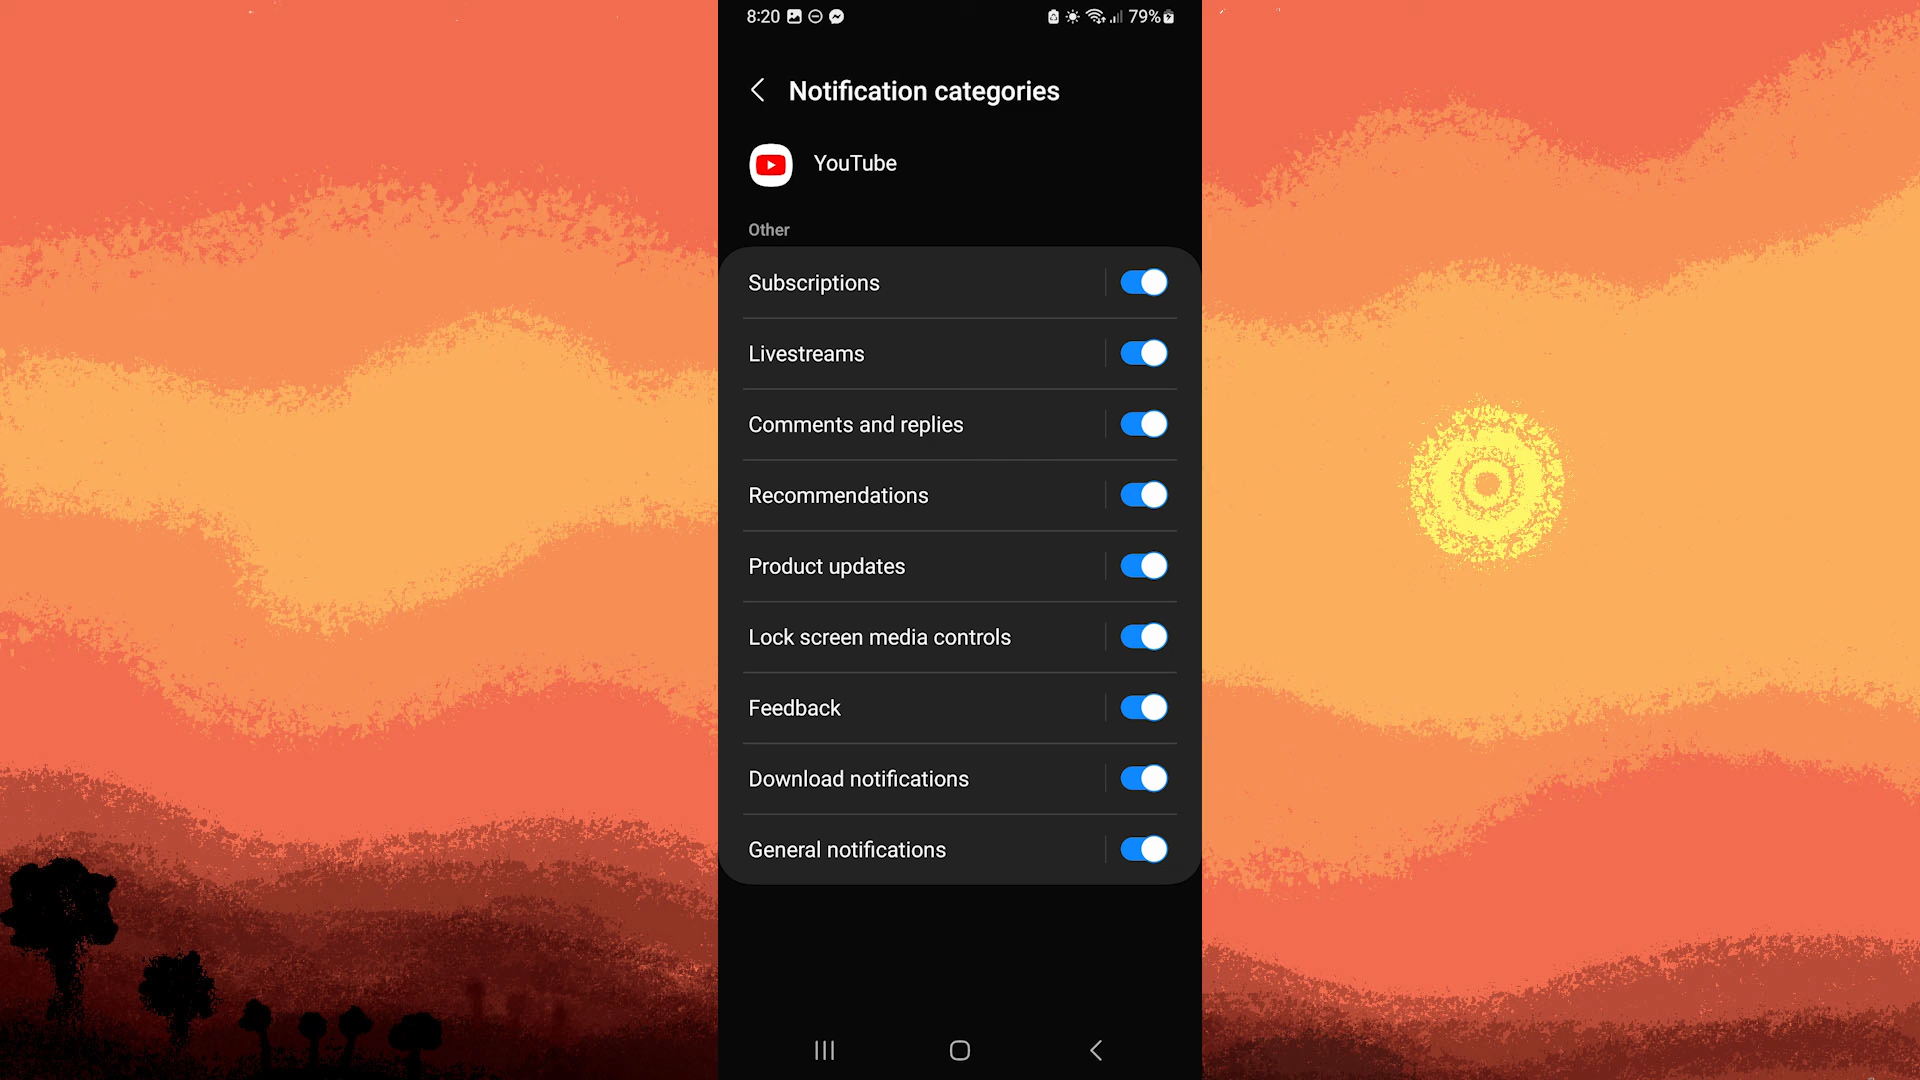 8:20 79%
Notification categories
YouTube
Other
Subscriptions
Livestreams
Comments and replies
Recommendations
Product updates
Lock screen media controls
Feedback
Download notifications
General notifications